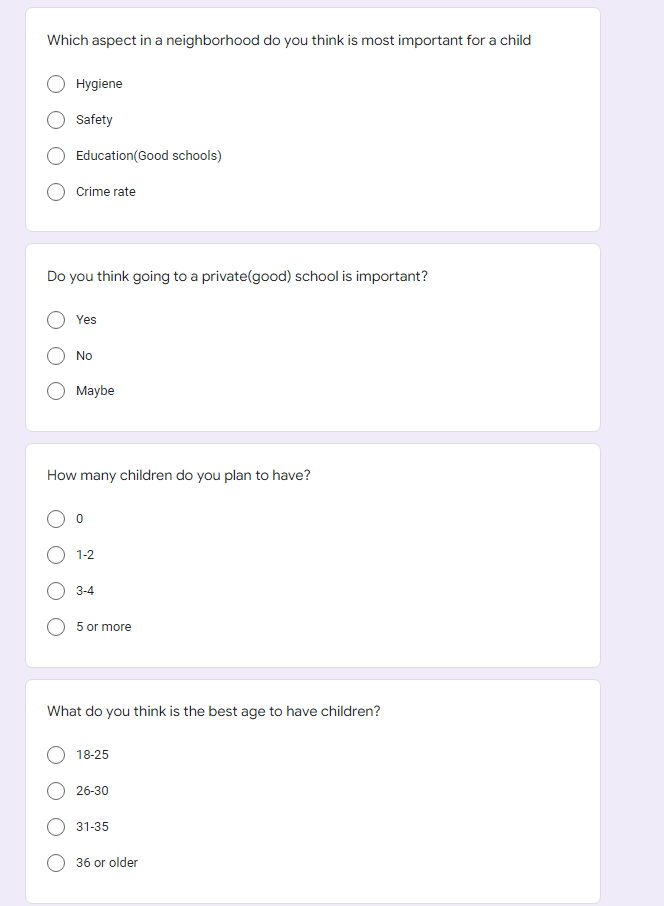 Which aspect in a neighborhood do you think is most important for a child
Hygiene
Safety
Education(Good schools)
Crime rate
Do you think going to a private(good) school is important?
Yes
No
Maybe
How many children do you plan to have?
0
1-2
3-4
5 or more
What do you think is the best age to have children?
18-25
26-30
31-35
36 or older